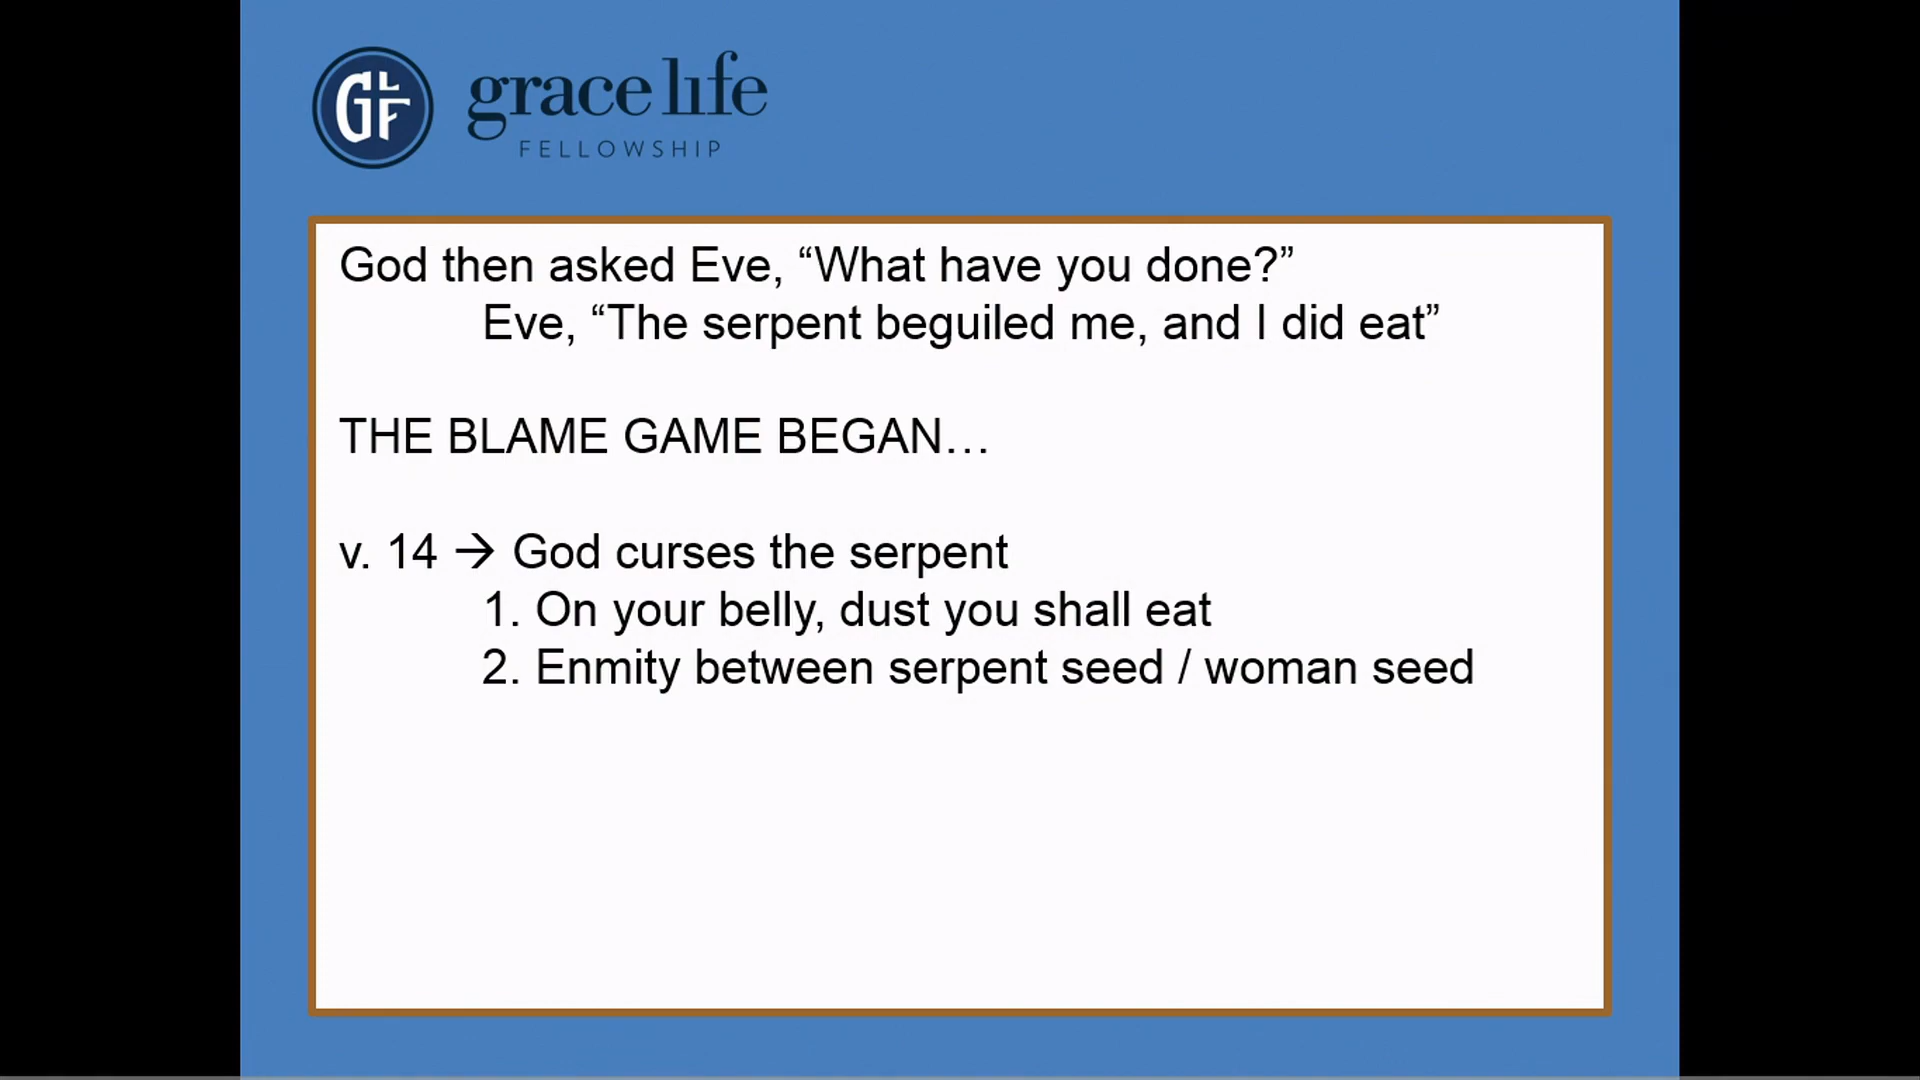 GLF
grace life
FELLOWSHIP
God then asked Eve, “What have you done?”
Eve, “The serpent beguiled me, and I did eat”
THE BLAME GAME BEGAN…
v. 14 → God curses the serpent
1. On your belly, dust you shall eat
2. Enmity between serpent seed / woman seed